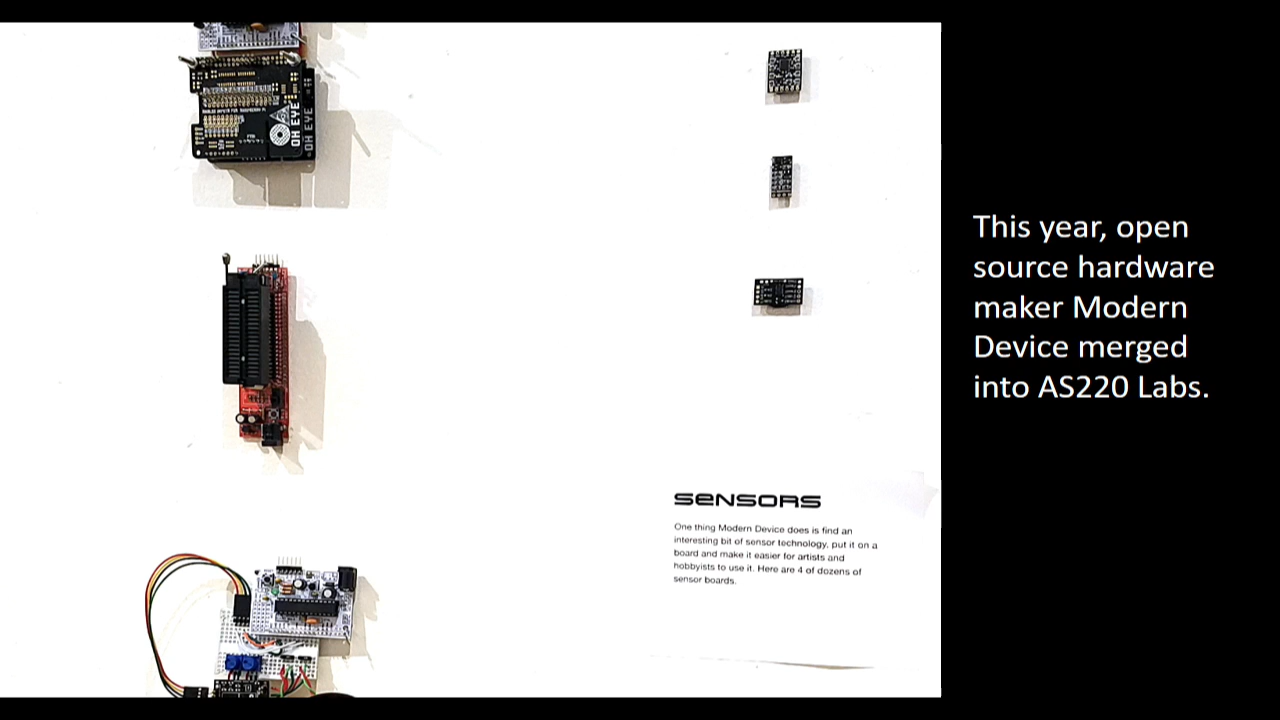 OH EYE
OH EYE
This year, open
source hardware
maker Modern
Device merged
into AS220 Labs.
SENSORS
One thing Modern Device does is find an
interesting bit of sensor technology, put it on a
board and make it easier for artists and
hobbyists to use it. Here are 4 of dozens of
sensor boards.